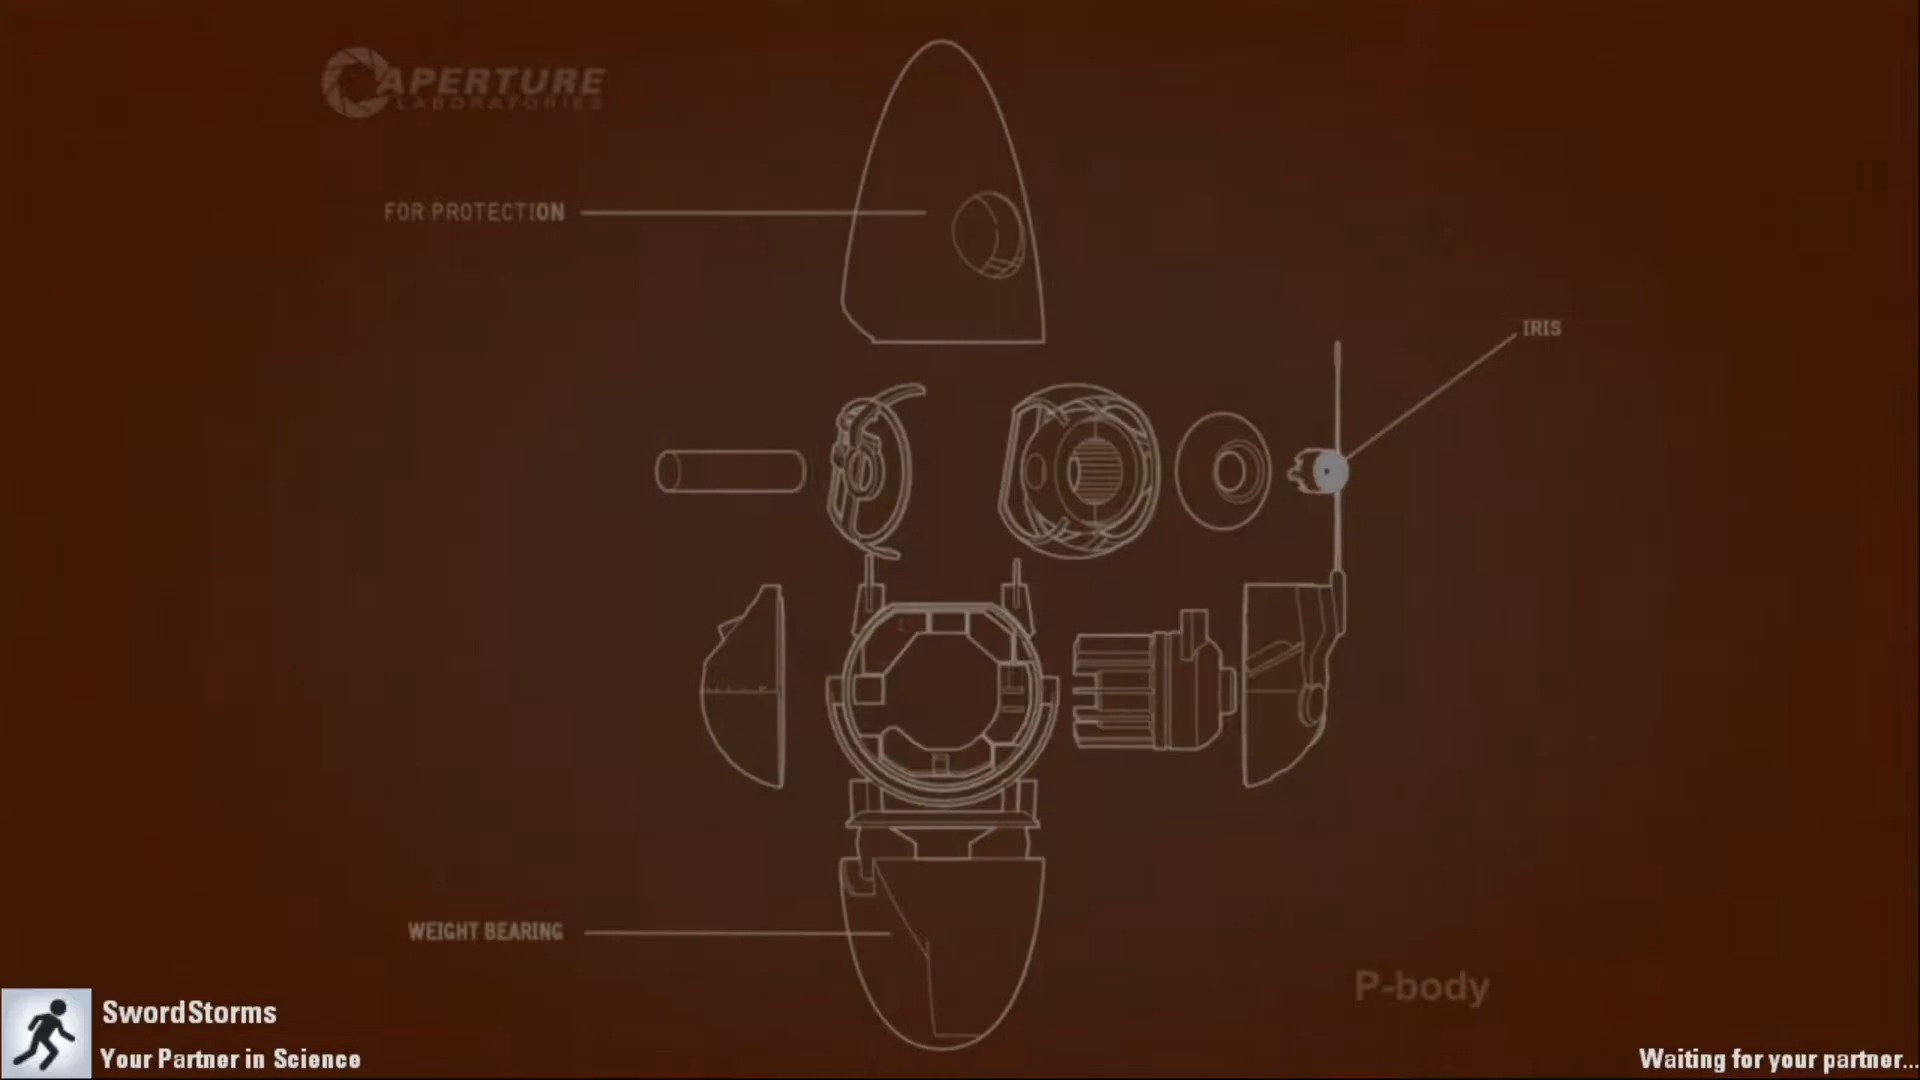 APERTURE
LABORATORIES
FOR PROTECTION
IRIS
WEIGHT BEARING
P-body
SwordStorms
Your Partner in Science
Waiting for your partner...